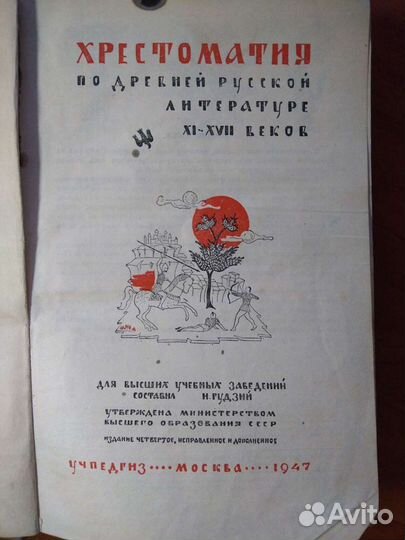 ХРЕСТОМАТИЯ
ПО ДРЕВНЕЙ РУССКОЙ
ЛИТЕРАТУРЕ
XI-XVII ВЕКОВ
ДЛЯ ВЫСШИХ УЧЕБНЫХ ЗАВЕДЕНИЙ
СОСТАВИЛ Н. ГУДЗИЙ
УТВЕРЖДЕНА МИНИСТЕРСТВОМ
ВЫСШЕГО ОБРАЗОВАНИЯ СССР
ИЗДАНИЕ ЧЕТВЕРТОЕ, ИСПРАВЛЕННОЕ И ДОПОЛНЕННОЕ
УЧПЕДГИЗ •••• МОСКВА •••• 1947
Avito